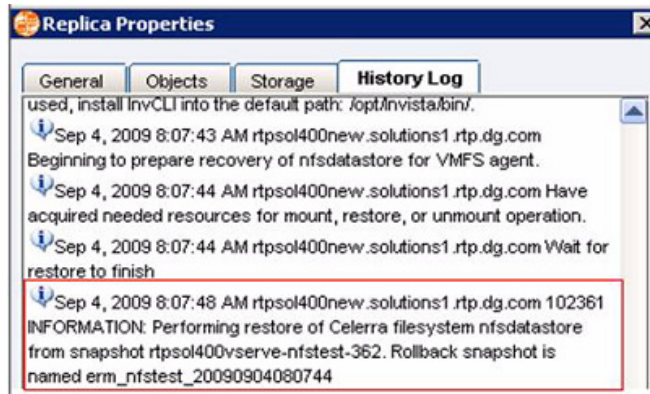 Replica Properties
General Objects Storage History Log
used, install InvCLI into the default path: /opt/Invista/bin/.
Sep 4, 2009 8:07:43 AM rtpsol400new.solutions1.rtp.dg.com
Beginning to prepare recovery of nfsdatastore for VMFS agent.
Sep 4, 2009 8:07:44 AM rtpsol400new.solutions1.rtp.dg.com Have
acquired needed resources for mount, restore, or unmount operation.
Sep 4, 2009 8:07:44 AM rtpsol400new.solutions1.rtp.dg.com Wait for
restore to finish
Sep 4, 2009 8:07:48 AM rtpsol400new.solutions1.rtp.dg.com 102361
INFORMATION: Performing restore of Celerra filesystem nfsdatastore
from snapshot rtpsol400vserve-nfstest-362. Rollback snapshot is
named erm_nfstest_20090904080744